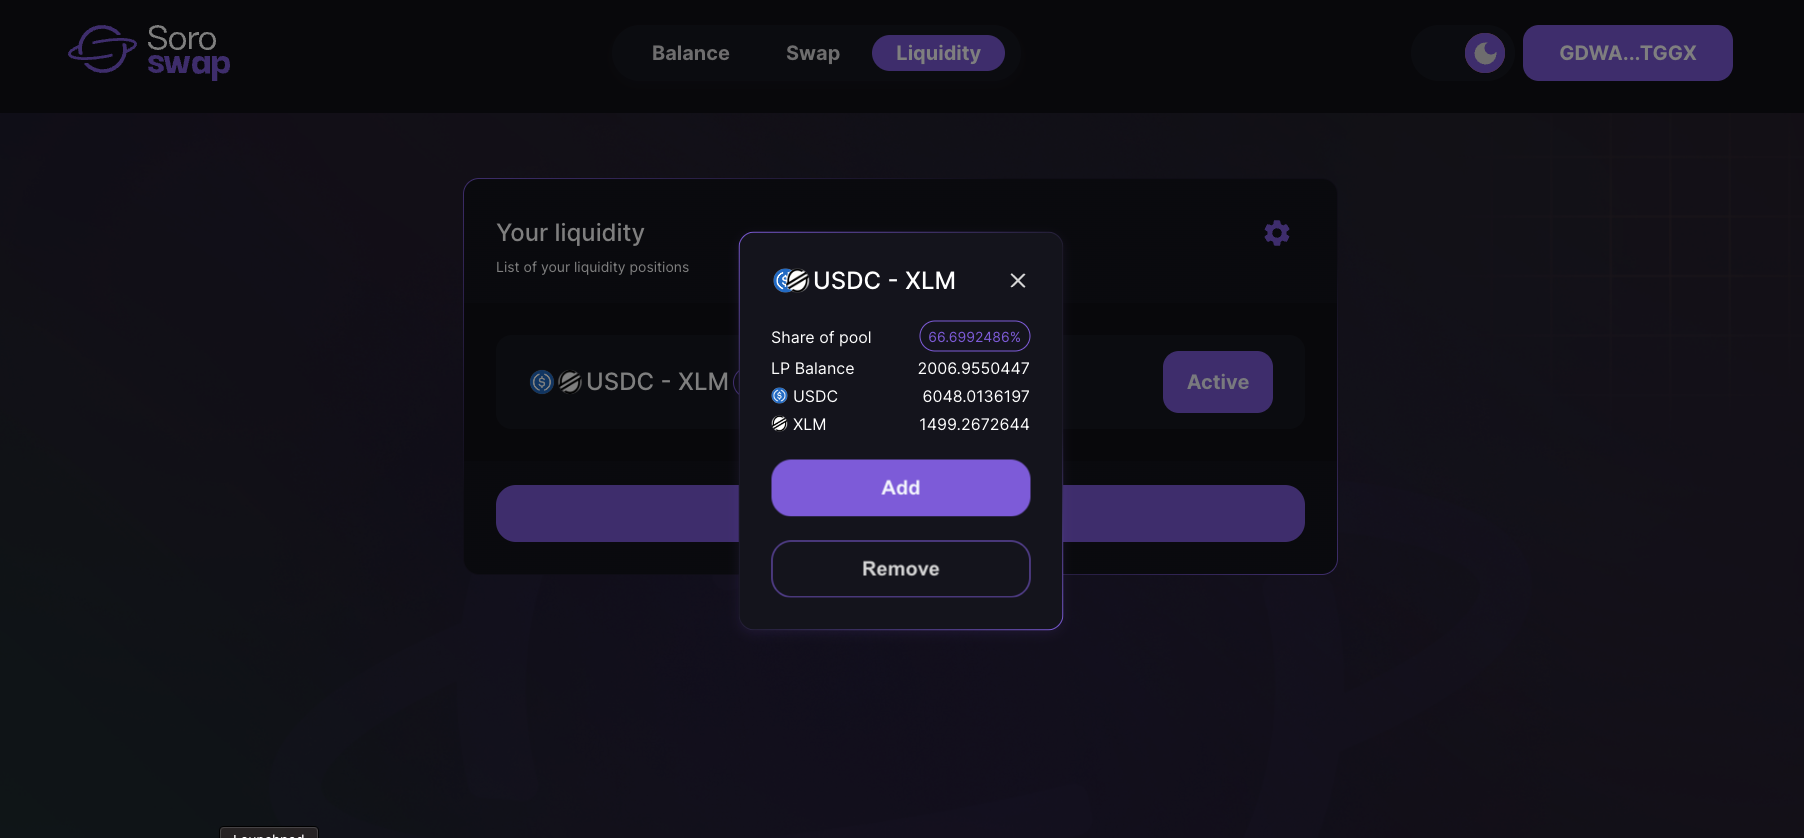 Soro
swap
Balance
Swap
Liquidity
GDWA...TGGX
Your liquidity
List of your liquidity positions
USDC - XLM
Active
USDC - XLM
Share of pool 66.6992486%
LP Balance 2006.9550447
USDC 6048.0136197
XLM 1499.2672644
Add
Remove